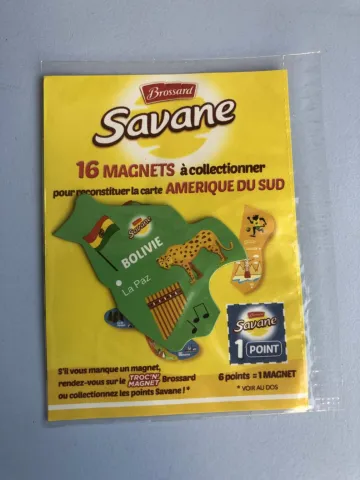 Brossard
Savane
16 MAGNETS à collectionner
pour reconstituer la carte AMERIQUE DU SUD
Savane
BOLIVIE
La Paz
Savane
1 POINT
S'il vous manque un magnet,
rendez-vous sur le TROC'N MAGNET Brossard
ou collectionnez les points Savane ! *
6 points = 1 MAGNET
* VOIR AU DOS